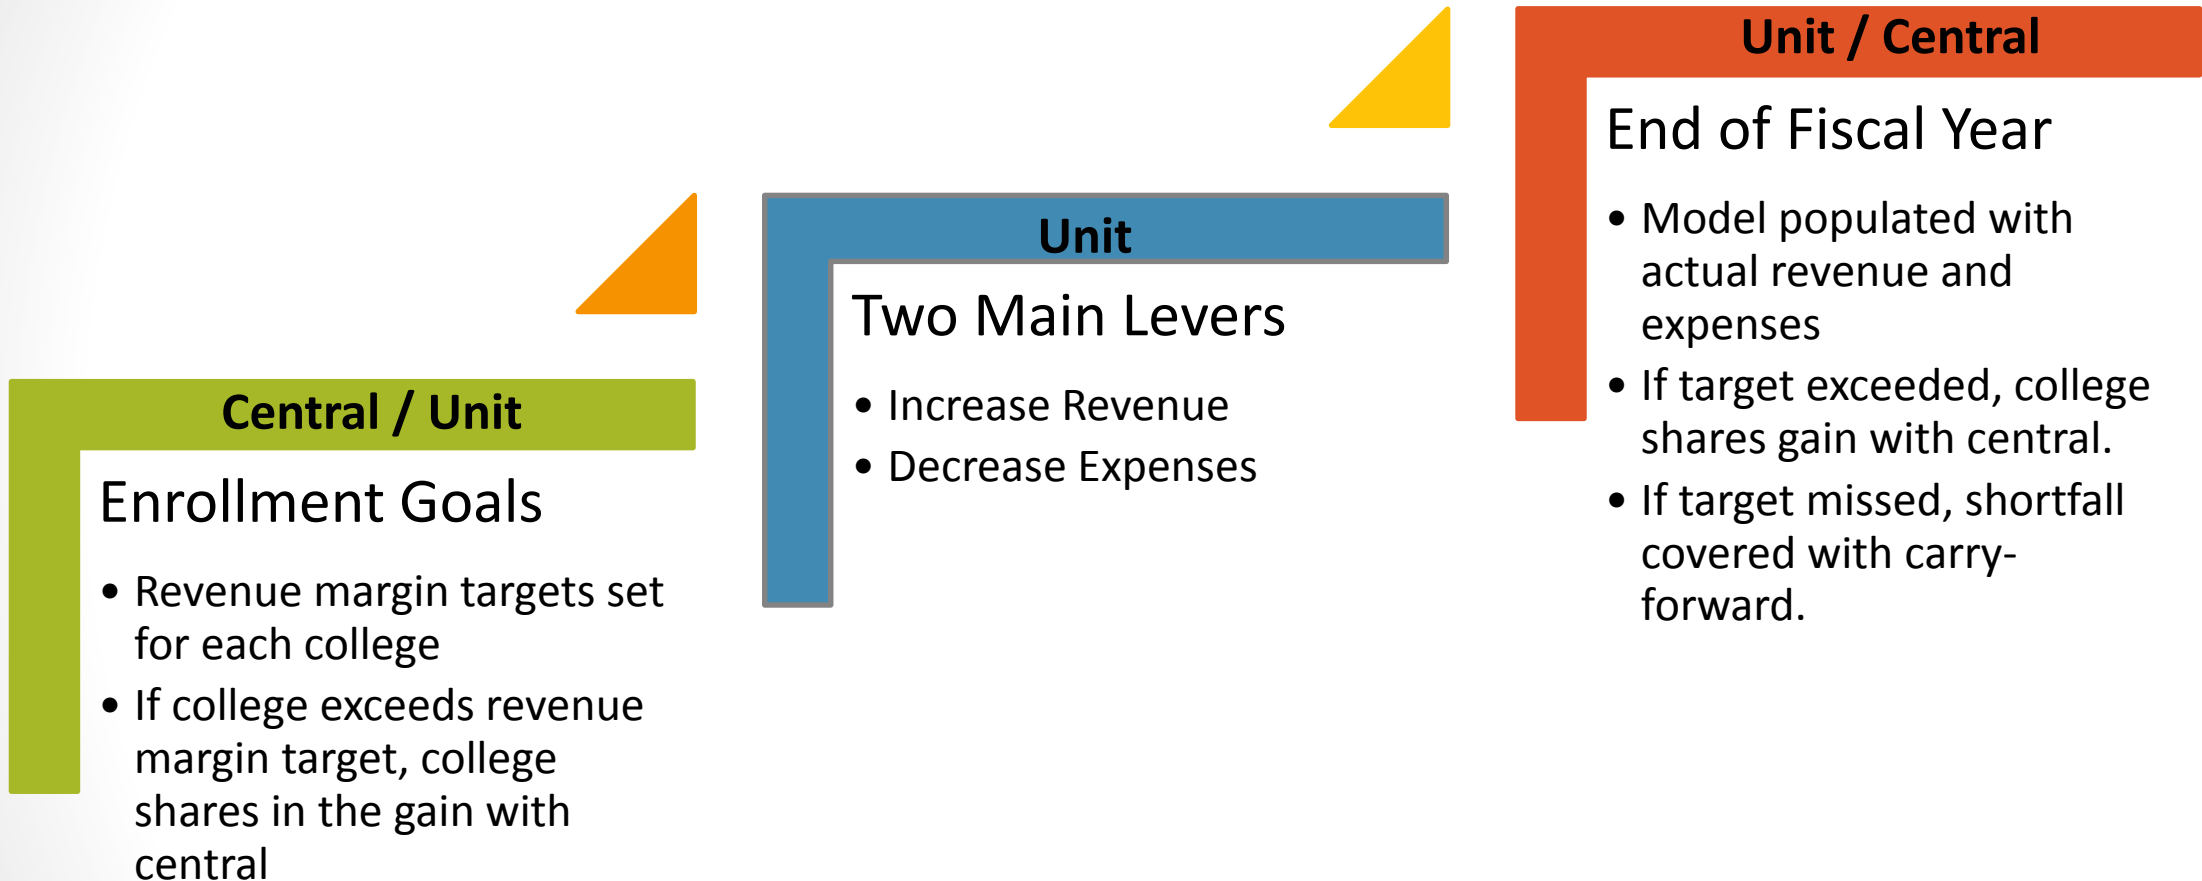 Central / Unit
Enrollment Goals
• Revenue margin targets set
for each college
• If college exceeds revenue
margin target, college
shares in the gain with
central
Unit
Two Main Levers
• Increase Revenue
• Decrease Expenses
Unit / Central
End of Fiscal Year
• Model populated with
actual revenue and
expenses
• If target exceeded, college
shares gain with central.
• If target missed, shortfall
covered with carry-
forward.